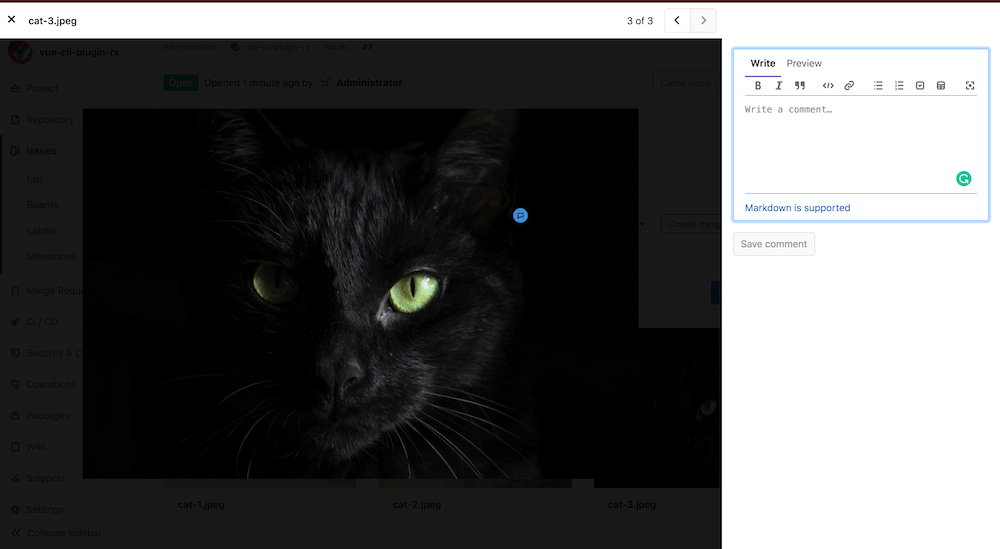 cat-3.jpeg
3 of 3
vue-cli-plugin-rx
Administrator
vue-cli-plugin-rx
Issues
#7
Open
Opened 1 minute ago by
Administrator
Close issue
Project
Repository
Issues
List
Boards
Labels
Milestones
Merge Requ
CI / CD
Security & C
Operations
Packages
Wiki
Snippets
Settings
Collapse sidebar
Create merg
cat-1.jpeg
cat-2.jpeg
cat-3.jpeg
Write
Preview
Write a comment…
Markdown is supported
Save comment